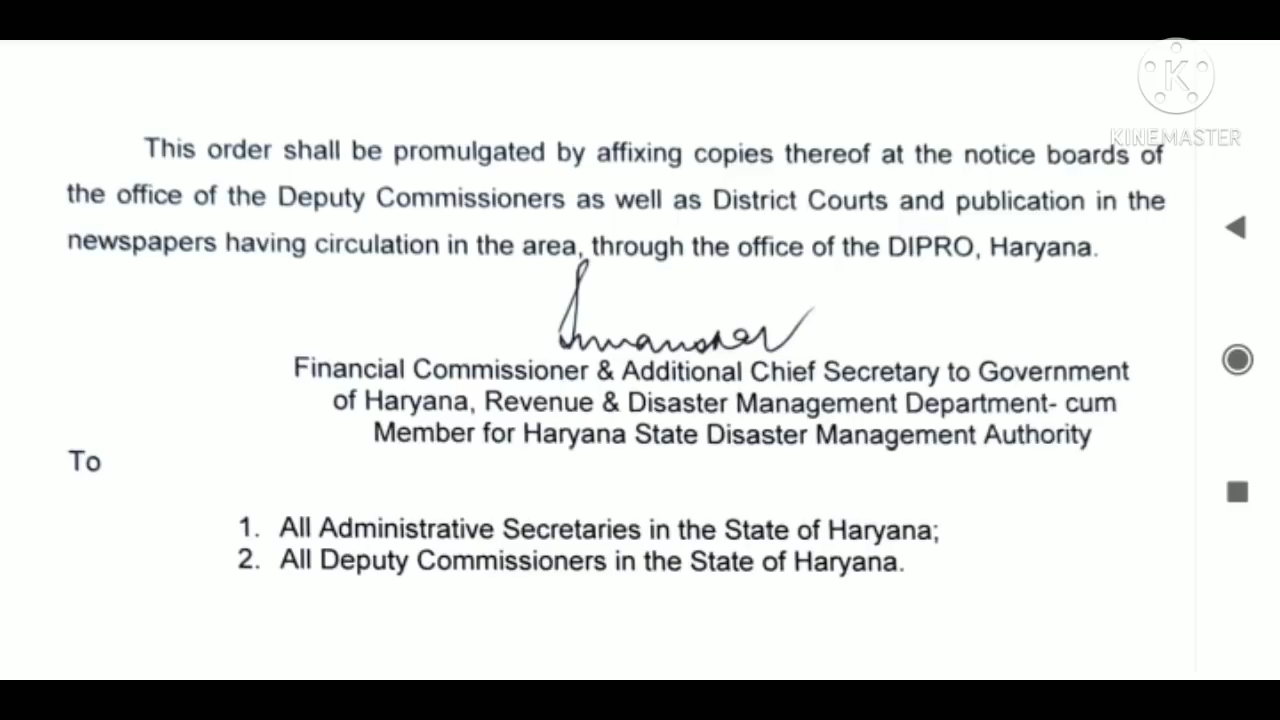 KINEMASTER
This order shall be promulgated by affixing copies thereof at the notice boards of
the office of the Deputy Commissioners as well as District Courts and publication in the
newspapers having circulation in the area, through the office of the DIPRO, Haryana.
Financial Commissioner & Additional Chief Secretary to Government
of Haryana, Revenue & Disaster Management Department- cum
Member for Haryana State Disaster Management Authority
To
1. All Administrative Secretaries in the State of Haryana;
2. All Deputy Commissioners in the State of Haryana.